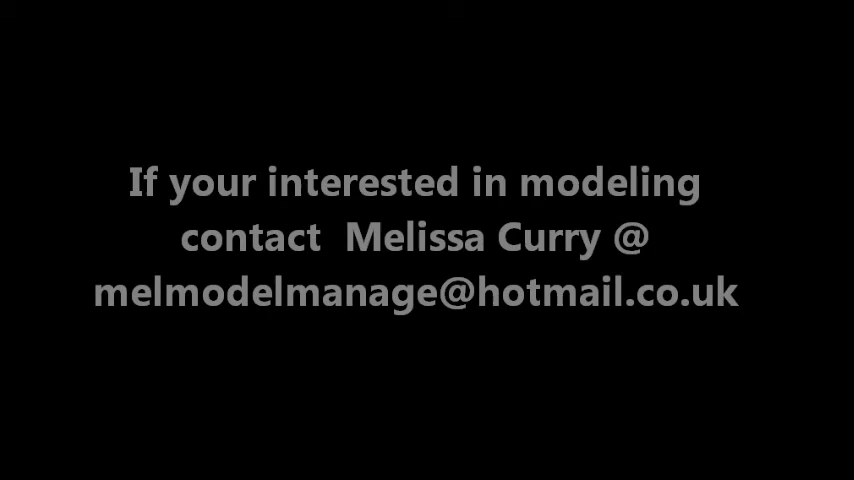 If your interested in modeling
contact  Melissa Curry @
melmodelmanage@hotmail.co.uk